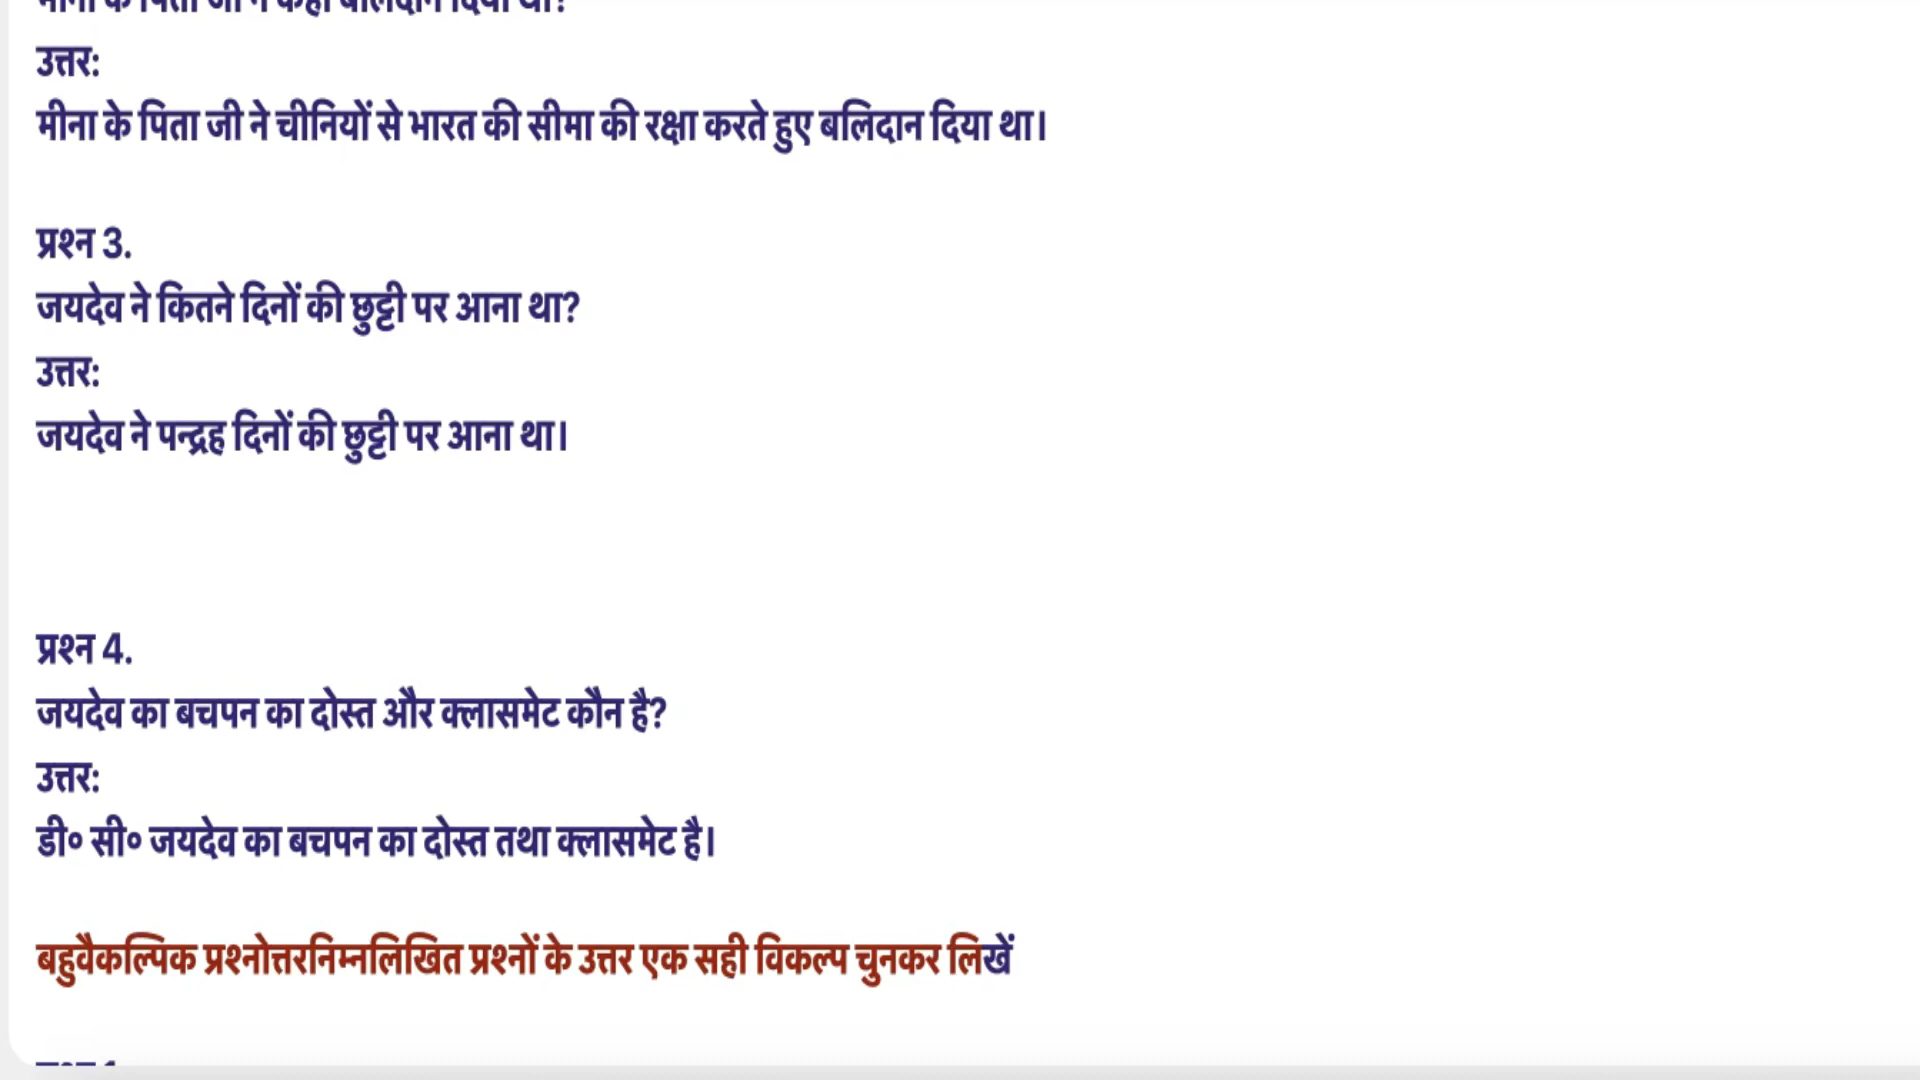 मीना के पिता जी ने कहाँ बलिदान दिया था?
उत्तर:
मीना के पिता जी ने चीनियों से भारत की सीमा की रक्षा करते हुए बलिदान दिया था।
प्रश्न 3.
जयदेव ने कितने दिनों की छुट्टी पर आना था?
उत्तर:
जयदेव ने पन्द्रह दिनों की छुट्टी पर आना था।
प्रश्न 4.
जयदेव का बचपन का दोस्त और क्लासमेट कौन है?
उत्तर:
डी॰ सी॰ जयदेव का बचपन का दोस्त तथा क्लासमेट है।
बहुवैकल्पिक प्रश्नोत्तरनिम्नलिखित प्रश्नों के उत्तर एक सही विकल्प चुनकर लिखें